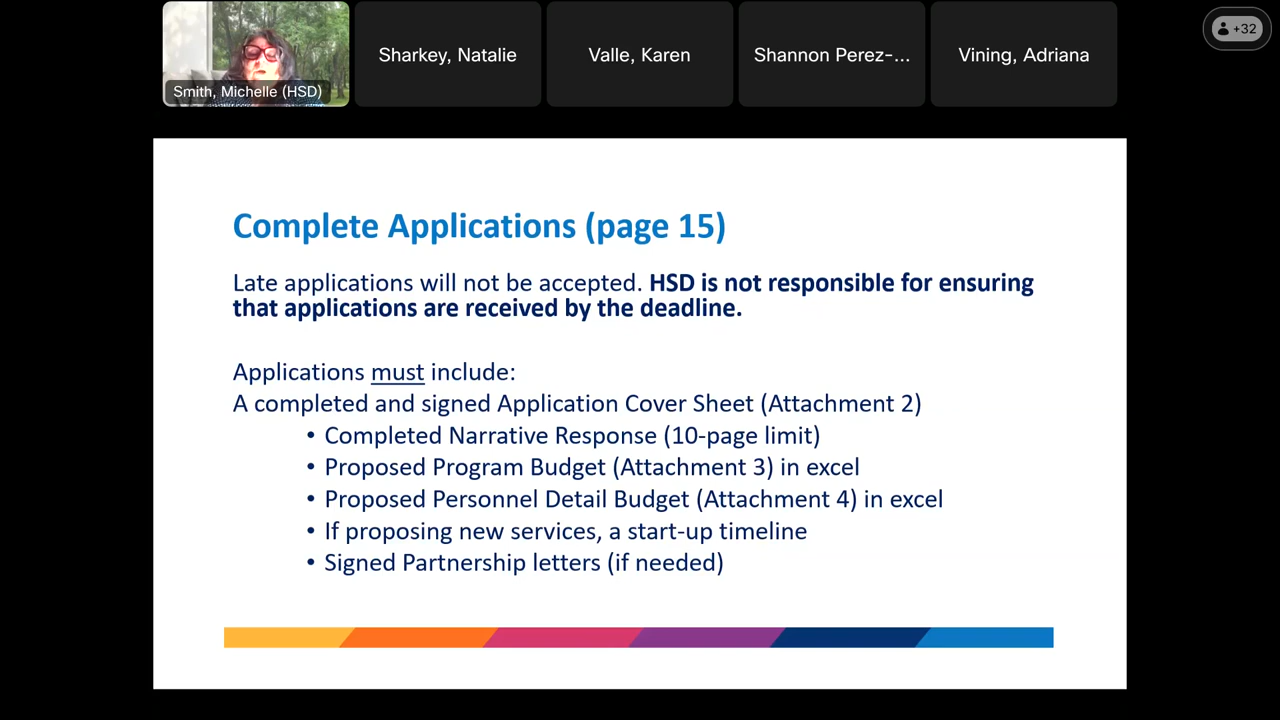 Smith, Michelle (HSD)
Sharkey, Natalie
Valle, Karen
Shannon Perez-...
Vining, Adriana
+32
Complete Applications (page 15)
Late applications will not be accepted. HSD is not responsible for ensuring
that applications are received by the deadline.
Applications must include:
A completed and signed Application Cover Sheet (Attachment 2)
• Completed Narrative Response (10-page limit)
• Proposed Program Budget (Attachment 3) in excel
• Proposed Personnel Detail Budget (Attachment 4) in excel
• If proposing new services, a start-up timeline
• Signed Partnership letters (if needed)